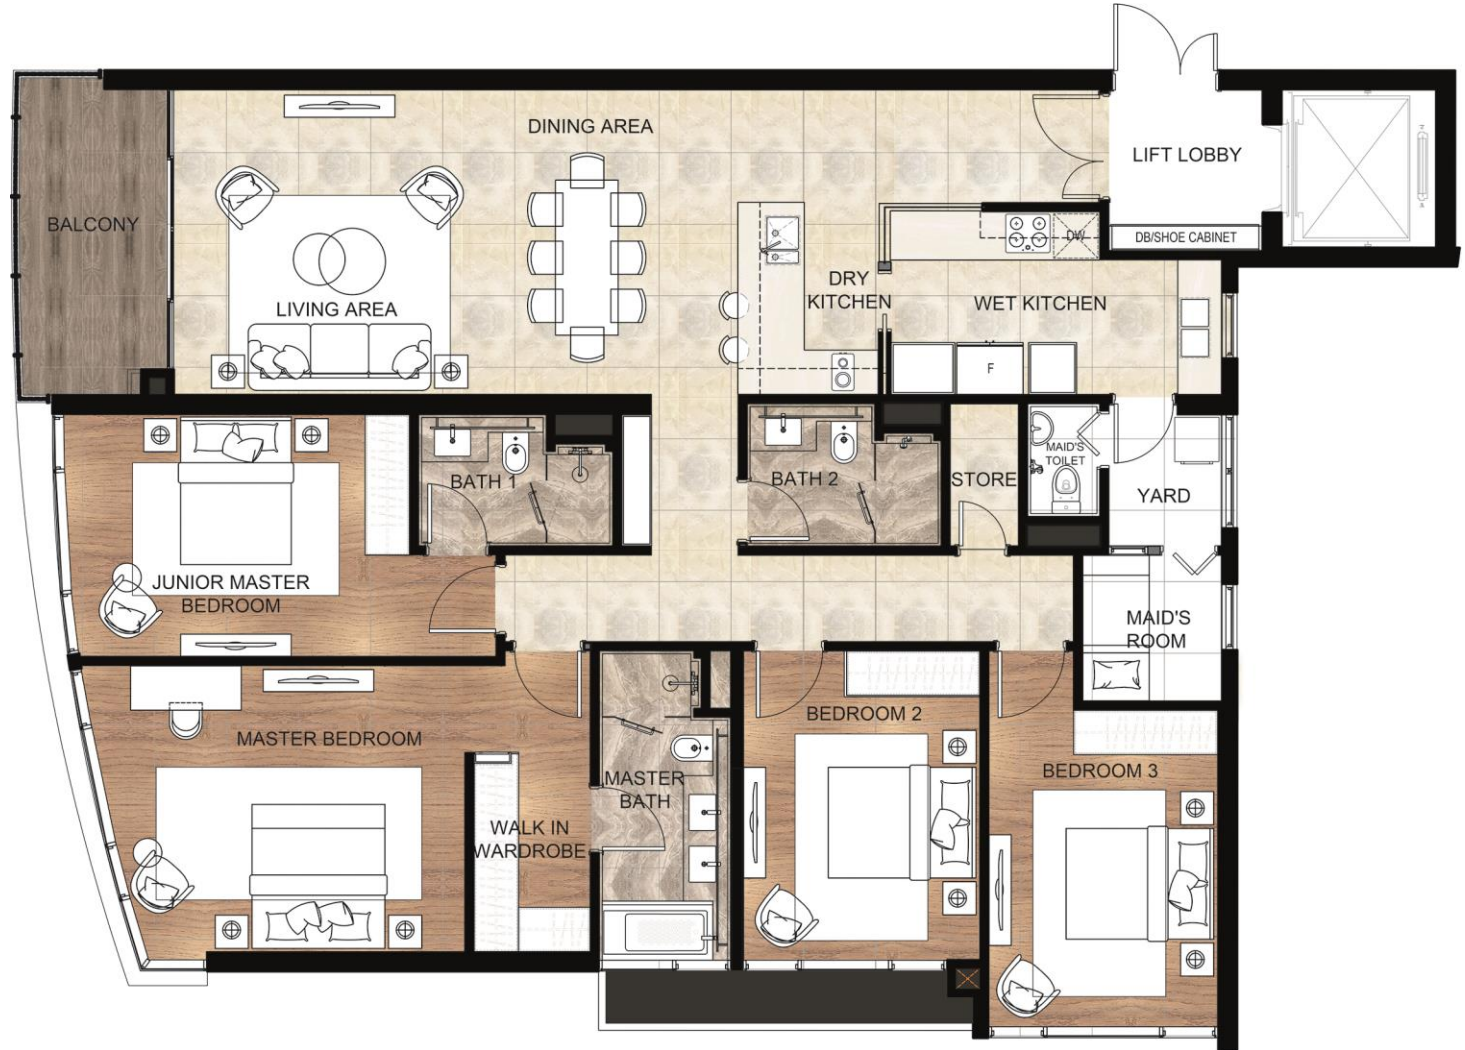 DINING AREA
LIFT LOBBY
BALCONY
DB/SHOE CABINET
DW
DRY
KITCHEN
WET KITCHEN
LIVING AREA
F
MAID'S
TOILET
BATH 1
BATH 2
STORE
YARD
JUNIOR MASTER
BEDROOM
MAID'S
ROOM
BEDROOM 2
MASTER BEDROOM
BEDROOM 3
MASTER
BATH
WALK IN
WARDROBE